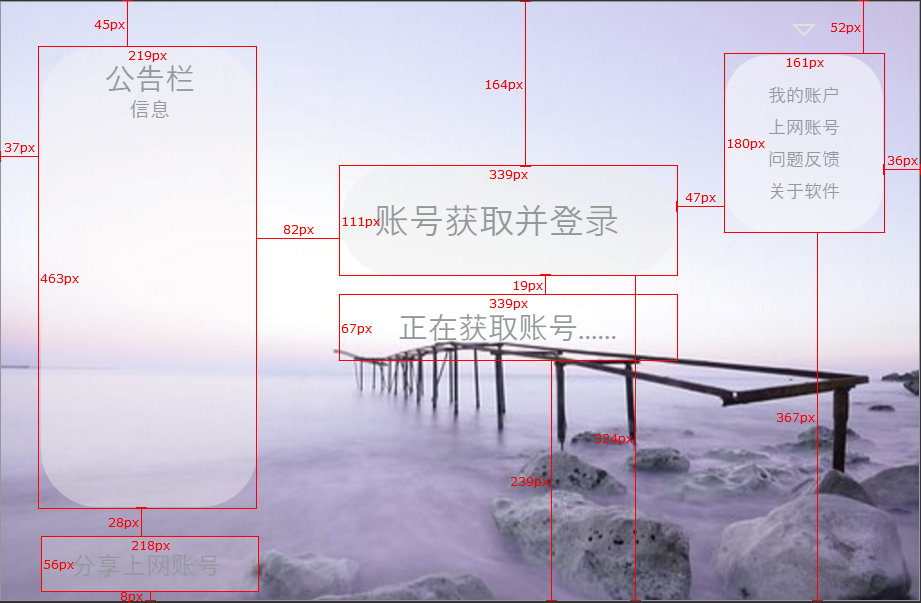 45px
52px
219px
公告栏
信息
161px
164px
我的账户
上网账号
180px
37px
问题反馈
36px
339px
关于软件
47px
111px
账号获取并登录
82px
463px
19px
339px
67px
正在获取账号......
367px
324px
239px
28px
218px
56px
分享上网账号
8px